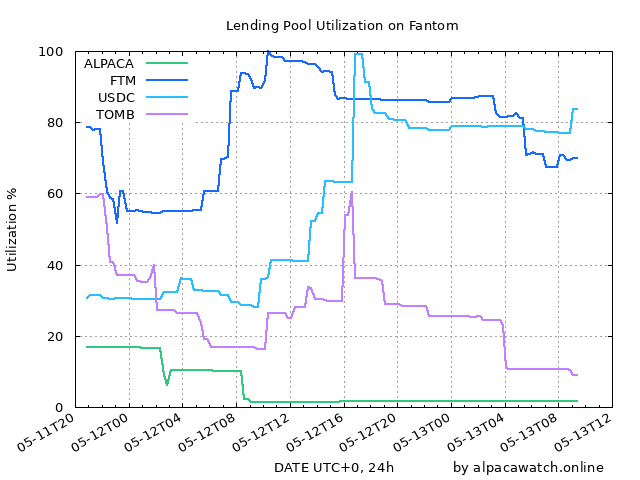 Lending Pool Utilization on Fantom
100
80
60
40
20
0
Utilization %
ALPACA
FTM
USDC
TOMB
05-11T20
05-12T00
05-12T04
05-12T08
05-12T12
05-12T16
05-12T20
05-13T00
05-13T04
05-13T08
05-13T12
DATE UTC+0, 24h
by alpacawatch.online